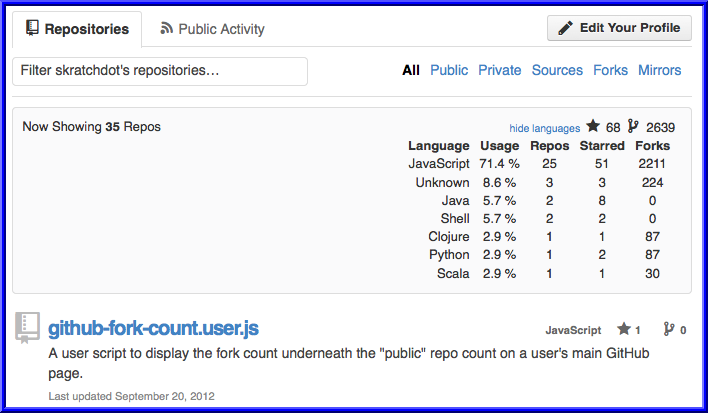 Repositories Public Activity Edit Your Profile
Filter skratchdot's repositories... All Public Private Sources Forks Mirrors
Now Showing 35 Repos hide languages 68 2639
Language Usage Repos Starred Forks
JavaScript 71.4 % 25 51 2211
Unknown 8.6 % 3 3 224
Java 5.7 % 2 8 0
Shell 5.7 % 2 2 0
Clojure 2.9 % 1 1 87
Python 2.9 % 1 2 87
Scala 2.9 % 1 1 30
github-fork-count.user.js JavaScript 1 0
A user script to display the fork count underneath the "public" repo count on a user's main GitHub
page.
Last updated September 20, 2012